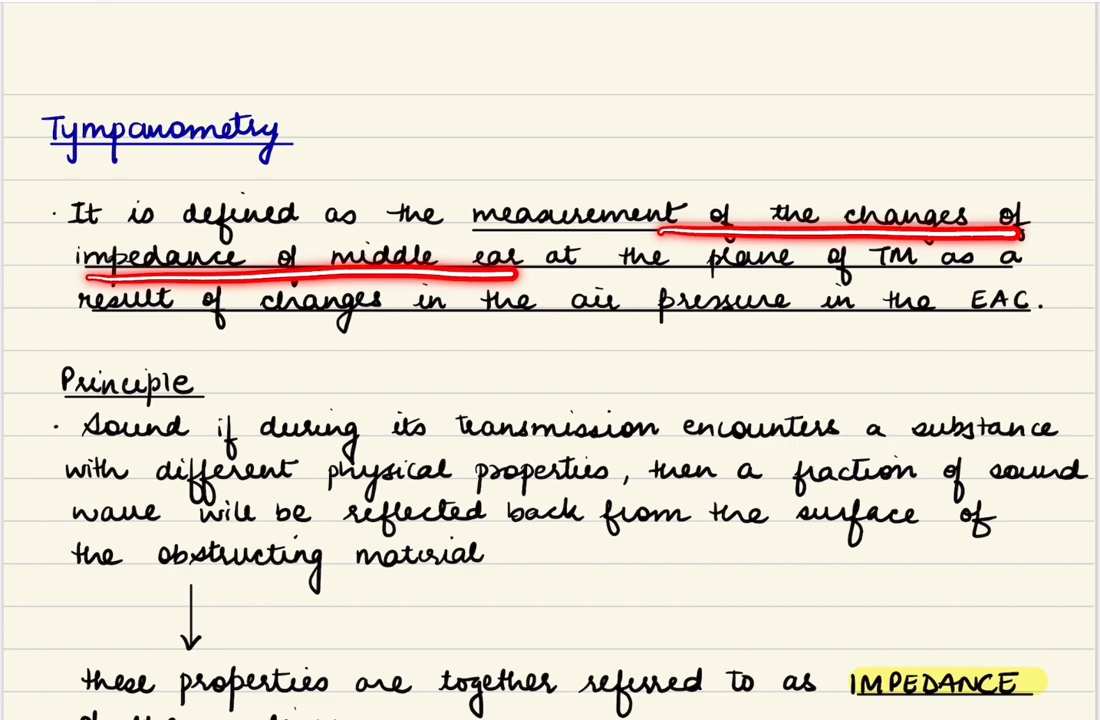 Tympanometry
· It is defined as the measurement of the changes of
impedance of middle ear at the plane of TM as a
result of changes in the air pressure in the EAC.
Principle
· Sound if during its transmission encounters a substance
with different physical properties, then a fraction of sound
wave will be reflected back from the surface of
the obstructing material
↓
these properties are together referred to as IMPEDANCE